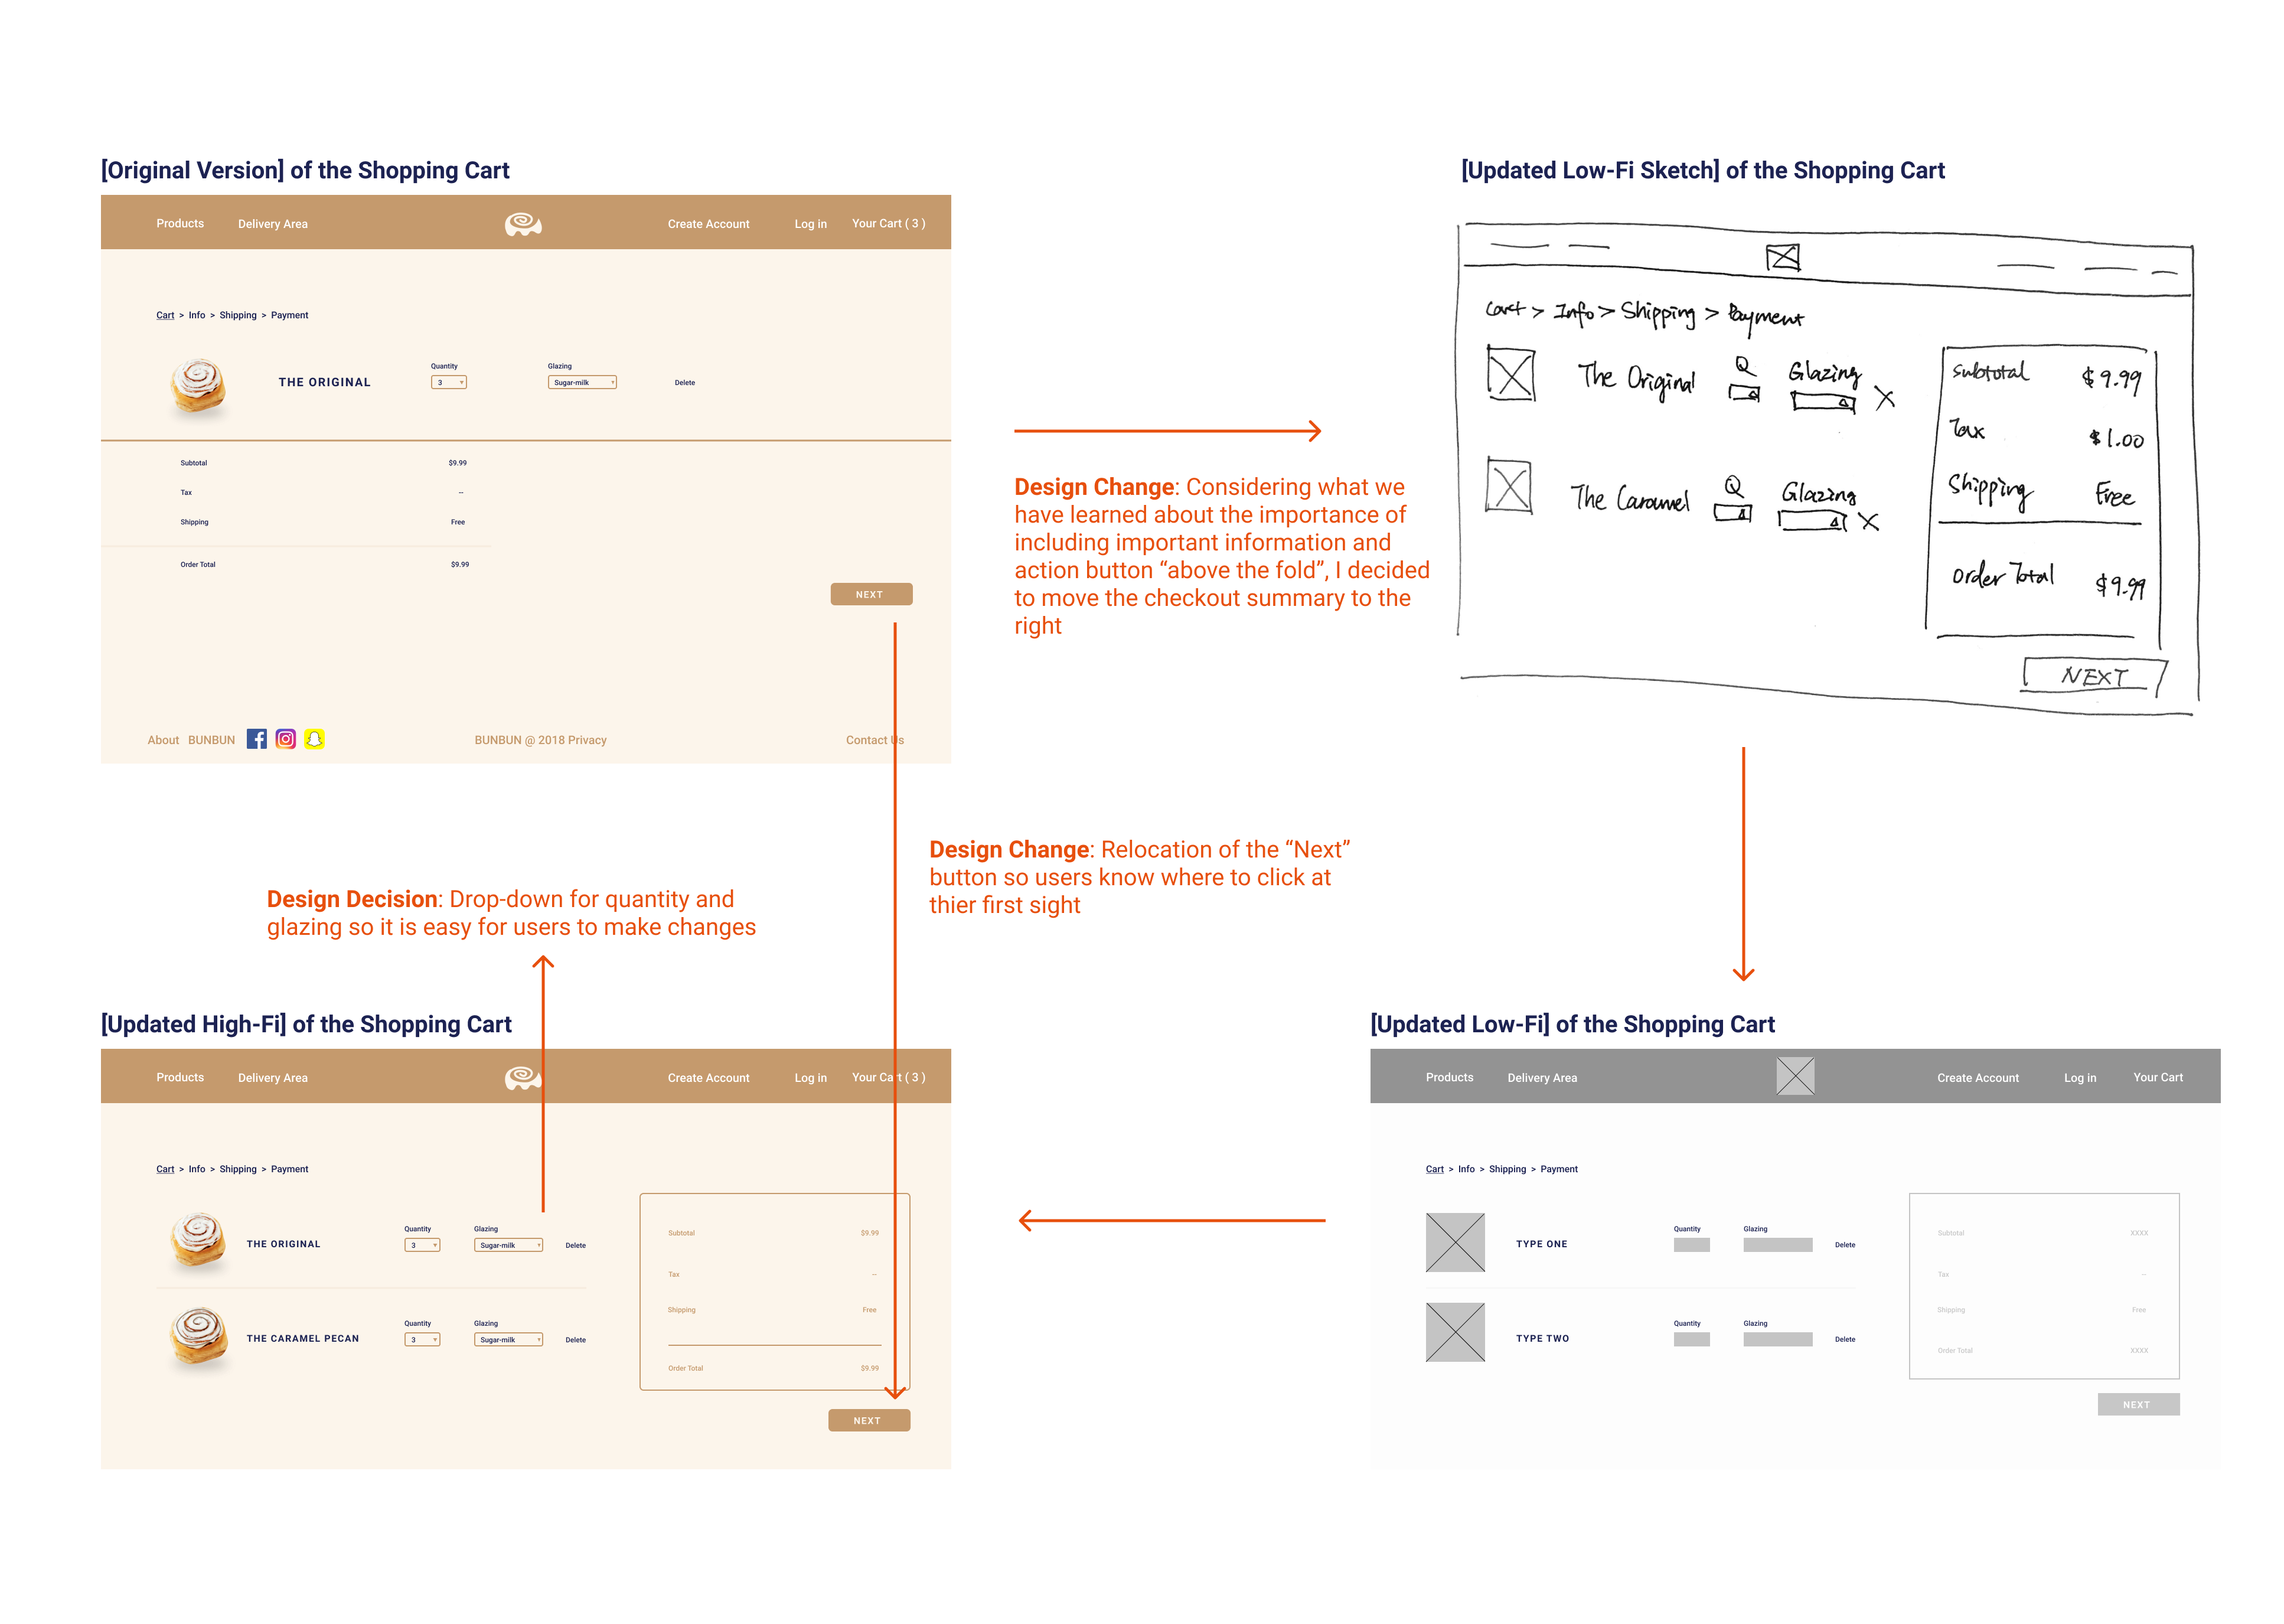 [Original Version] of the Shopping Cart
Products Delivery Area Create Account Log in Your Cart ( 3 )
Cart > Info > Shipping > Payment
Quantity Glazing
THE ORIGINAL 3 Sugar-milk Delete
Subtotal $9.99
Tax --
Shipping Free
Order Total $9.99
NEXT
About BUNBUN BUNBUN @ 2018 Privacy Contact Us
Design Change: Considering what we
have learned about the importance of
including important information and
action button “above the fold”, I decided
to move the checkout summary to the
right
[Updated Low-Fi Sketch] of the Shopping Cart
Cart > Info > Shipping > Payment
The Original Q Glazing X
The Caramel Q Glazing X
Subtotal $9.99
Tax $1.00
Shipping Free
Order Total $9.99
NEXT
Design Change: Relocation of the “Next”
button so users know where to click at
thier first sight
Design Decision: Drop-down for quantity and
glazing so it is easy for users to make changes
[Updated High-Fi] of the Shopping Cart
Products Delivery Area Create Account Log in Your Cart ( 3 )
Cart > Info > Shipping > Payment
Quantity Glazing
THE ORIGINAL 3 Sugar-milk Delete
Quantity Glazing
THE CARAMEL PECAN 3 Sugar-milk Delete
Subtotal $9.99
Tax --
Shipping Free
Order Total $9.99
NEXT
[Updated Low-Fi] of the Shopping Cart
Products Delivery Area Create Account Log in Your Cart
Cart > Info > Shipping > Payment
Quantity Glazing
TYPE ONE Delete
Quantity Glazing
TYPE TWO Delete
Subtotal XXXX
Tax --
Shipping Free
Order Total XXXX
NEXT